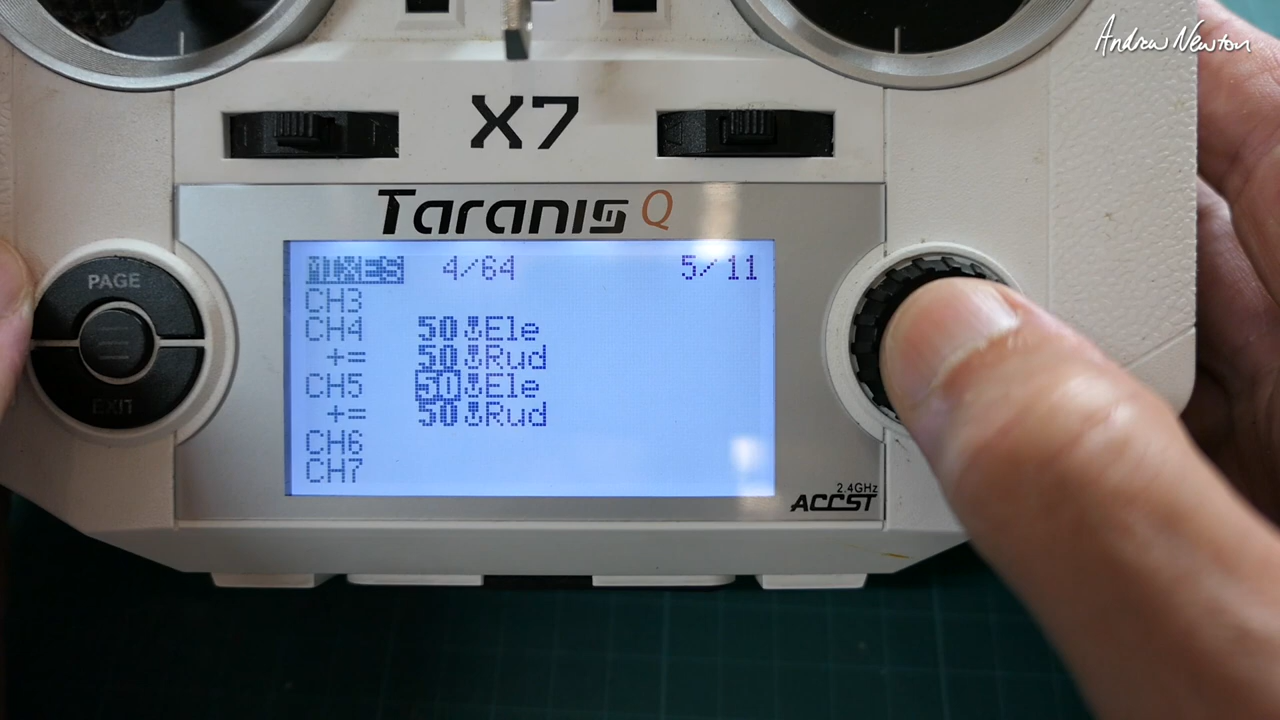 Andrew Newton
X7
Taranis Q
PAGE
EXIT
MIXES 4/64 5/11
CH3
CH4 50 Ele
+= 50 Rud
CH5 50 Ele
+= 50 Rud
CH6
CH7
2.4GHz
ACCST